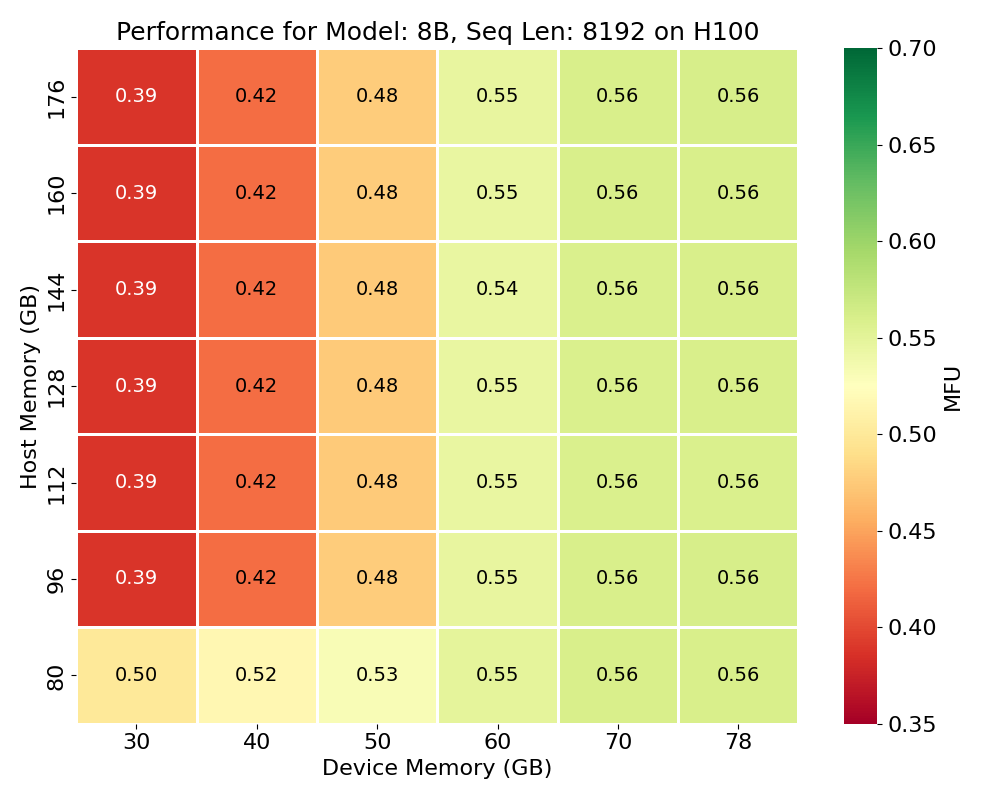 Performance for Model: 8B, Seq Len: 8192 on H100
Host Memory (GB)
176 0.39 0.42 0.48 0.55 0.56 0.56
160 0.39 0.42 0.48 0.55 0.56 0.56
144 0.39 0.42 0.48 0.54 0.56 0.56
128 0.39 0.42 0.48 0.55 0.56 0.56
112 0.39 0.42 0.48 0.55 0.56 0.56
96 0.39 0.42 0.48 0.55 0.56 0.56
80 0.50 0.52 0.53 0.55 0.56 0.56
30 40 50 60 70 78
Device Memory (GB)
0.70
0.65
0.60
0.55
0.50
0.45
0.40
0.35
MFU